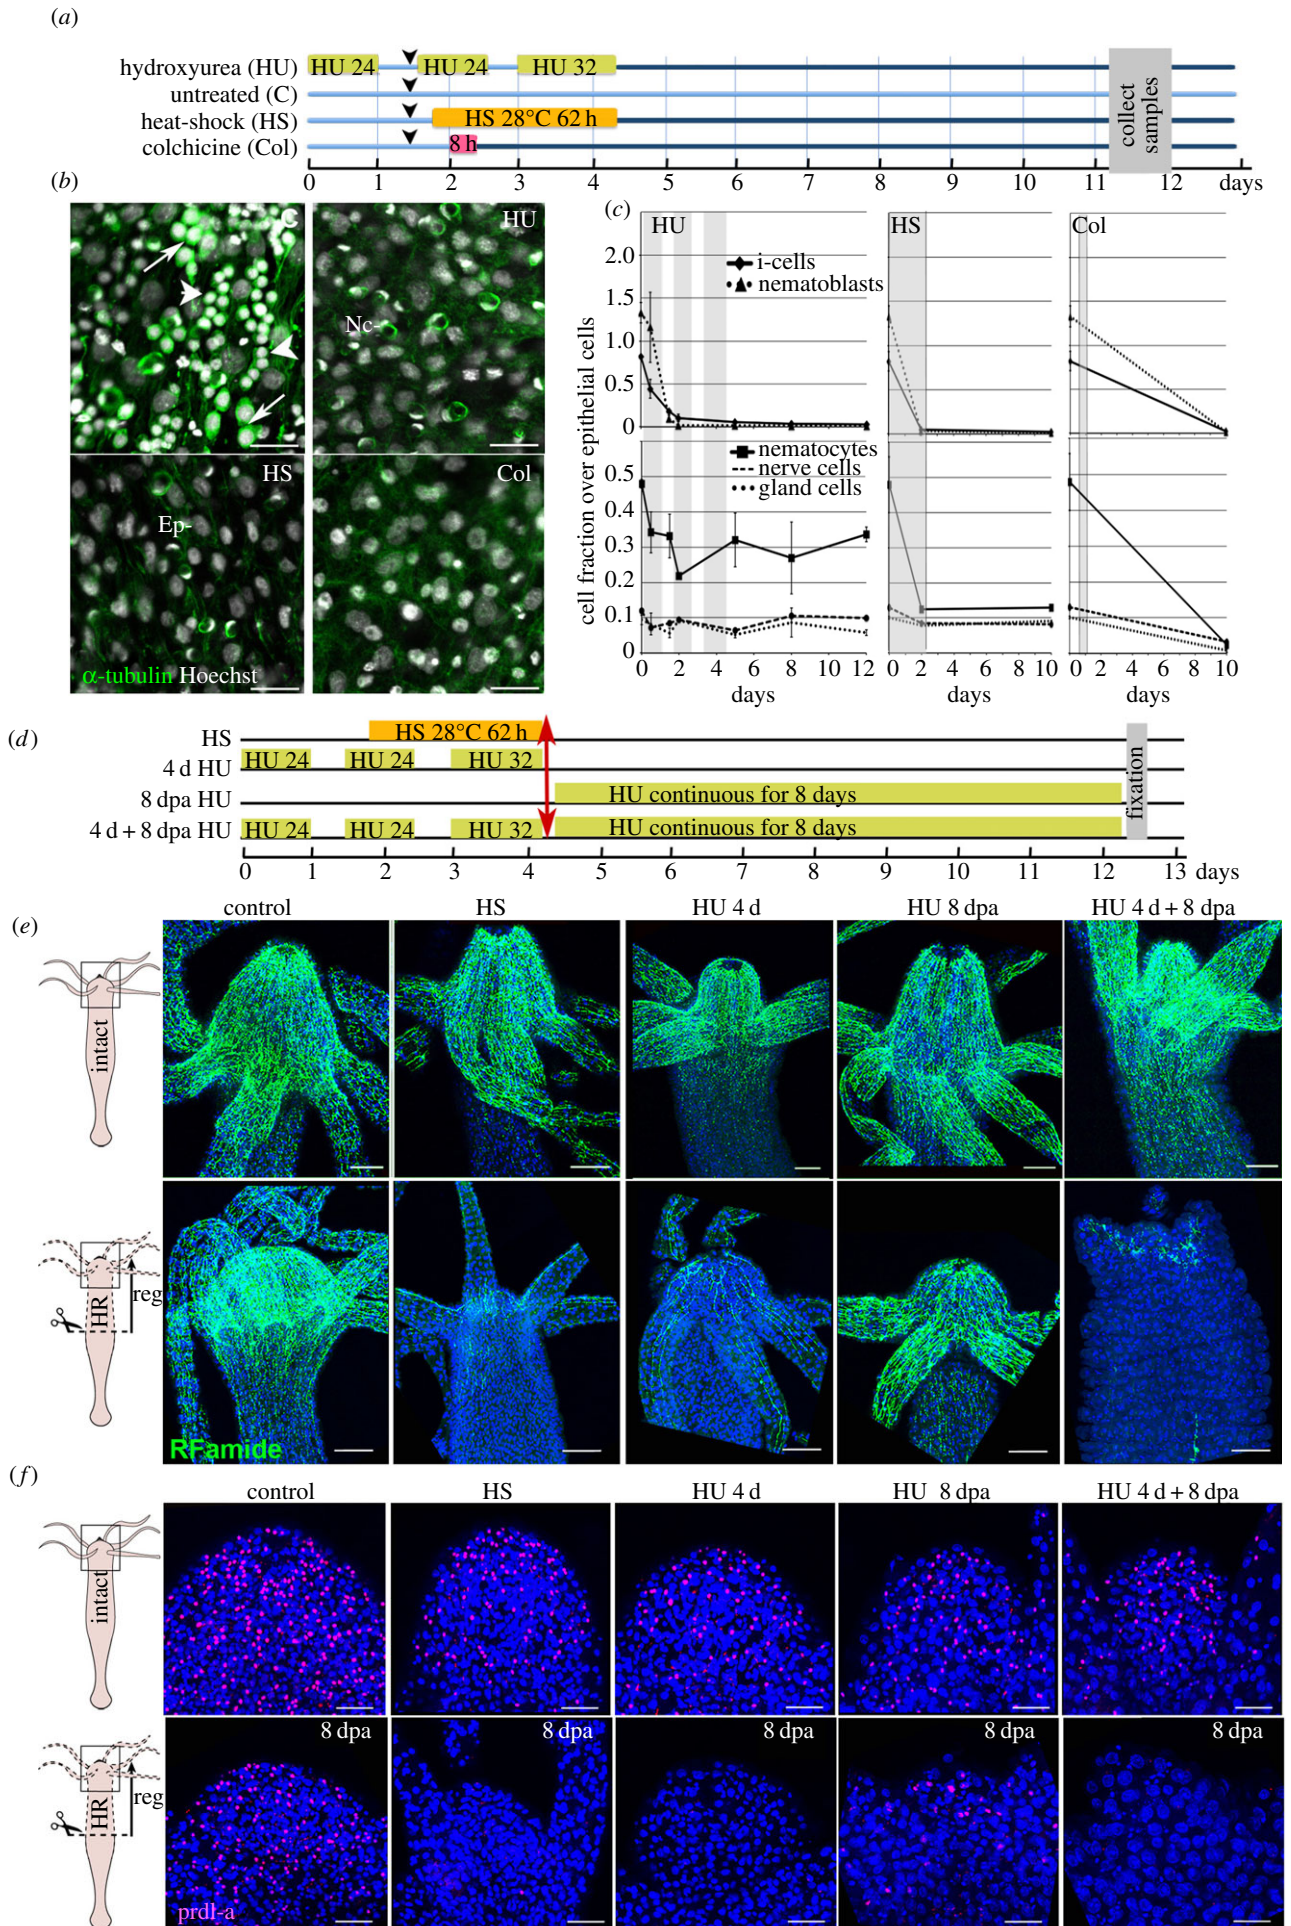 (a)
hydroxyurea (HU)
HU 24
HU 24
HU 32
untreated (C)
heat-shock (HS)
HS 28°C 62 h
colchicine (Col)
8 h
collect
samples
0 1 2 3 4 5 6 7 8 9 10 11 12 days
(b)
C
HU
Nc-
HS
Col
Ep-
α-tubulin Hoechst
(c)
HU
HS
Col
i-cells
nematoblasts
2.0
1.5
1.0
0.5
0
cell fraction over epithelial cells
nematocytes
nerve cells
gland cells
0.5
0.4
0.3
0.2
0.1
0
0 2 4 6 8 10 12
days
0 2 4 6 8 10
days
0 2 4 6 8 10
days
(d)
HS
HS 28°C 62 h
4 d HU
HU 24
HU 24
HU 32
8 dpa HU
HU continuous for 8 days
4 d + 8 dpa HU
HU 24
HU 24
HU 32
HU continuous for 8 days
fixation
0 1 2 3 4 5 6 7 8 9 10 11 12 13 days
(e)
control
HS
HU 4 d
HU 8 dpa
HU 4 d + 8 dpa
intact
HR
reg
RFamide
(f)
control
HS
HU 4 d
HU 8 dpa
HU 4 d + 8 dpa
intact
8 dpa
8 dpa
8 dpa
8 dpa
8 dpa
HR
reg
prdl-a